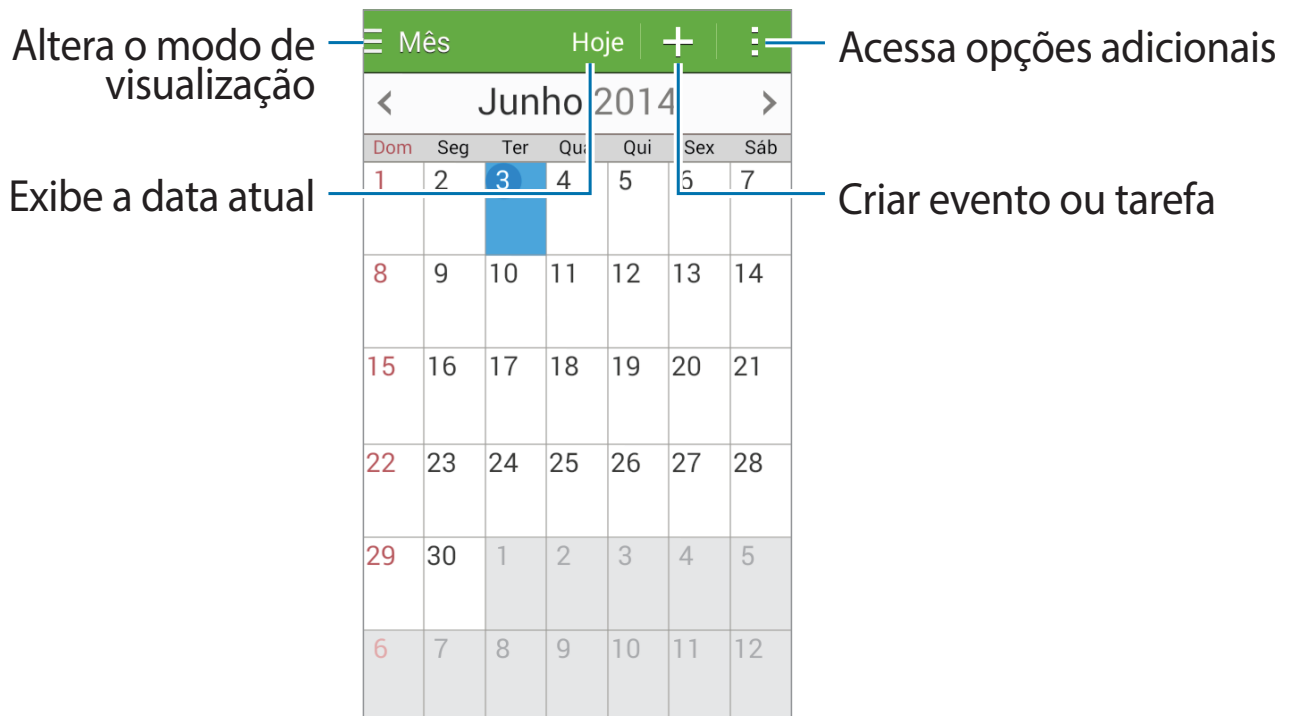 Altera o modo de
visualização
Exibe a data atual
Mês Hoje
Junho 2014
Dom Seg Ter Qua Qui Sex Sáb
1 2 3 4 5 6 7
8 9 10 11 12 13 14
15 16 17 18 19 20 21
22 23 24 25 26 27 28
29 30 1 2 3 4 5
6 7 8 9 10 11 12
Acessa opções adicionais
Criar evento ou tarefa